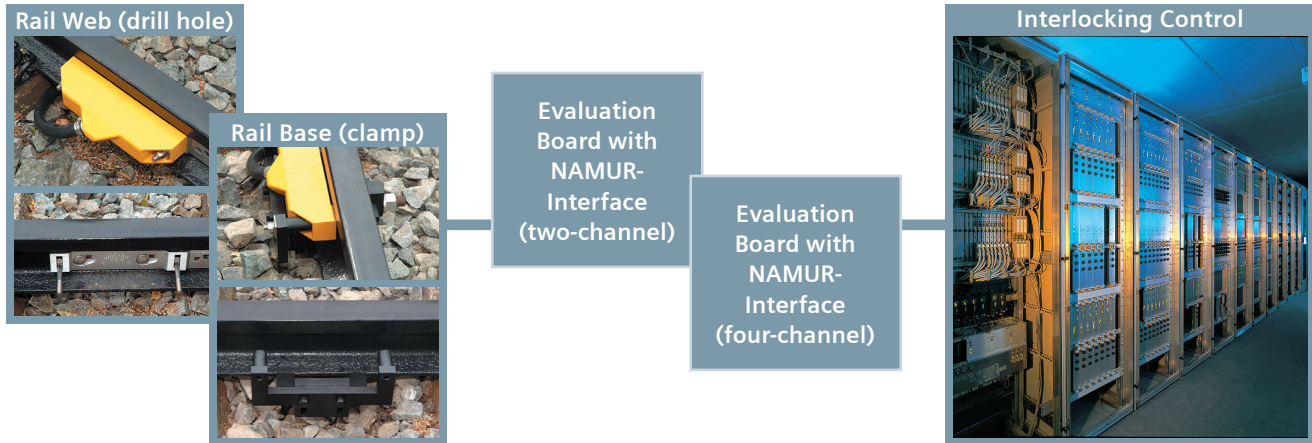 Rail Web (drill hole)
Rail Base (clamp)
Evaluation
Board with
NAMUR-
Interface
(two-channel)
Evaluation
Board with
NAMUR-
Interface
(four-channel)
Interlocking Control